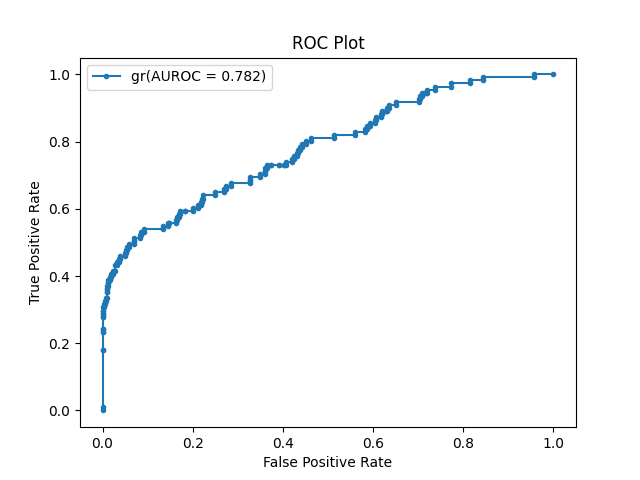 ROC Plot
gr(AUROC = 0.782)
1.0
0.8
0.6
0.4
0.2
0.0
True Positive Rate
0.0 0.2 0.4 0.6 0.8 1.0
False Positive Rate